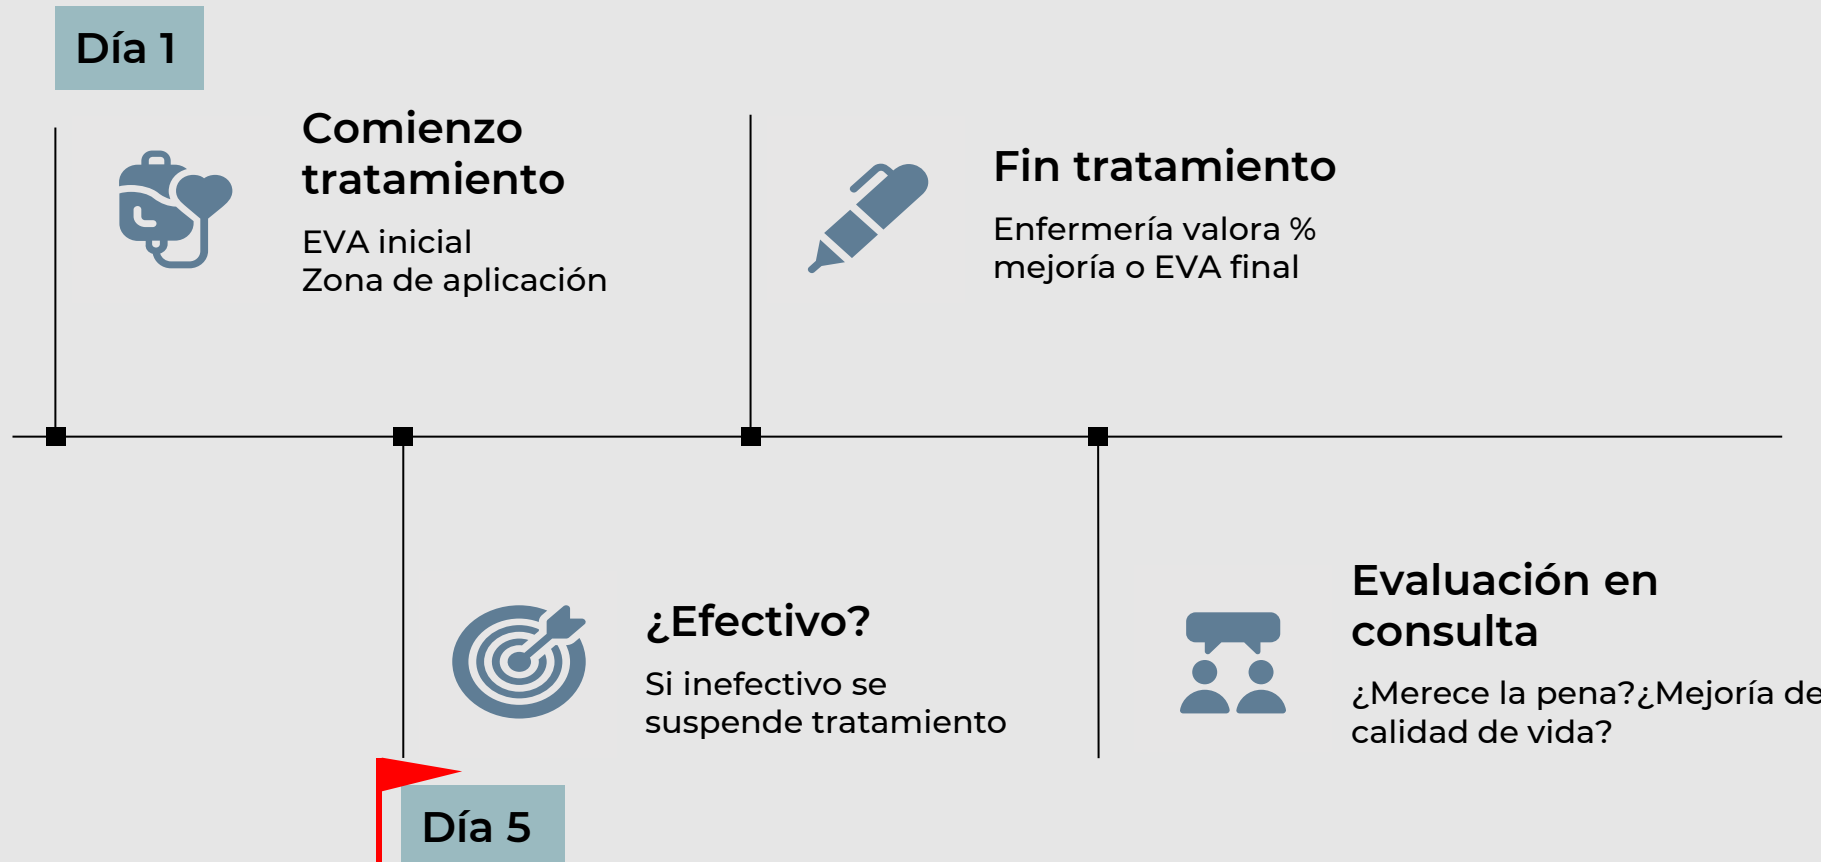 Día 1
Comienzo
tratamiento
EVA inicial
Zona de aplicación
Fin tratamiento
Enfermería valora %
mejoría o EVA final
¿Efectivo?
Si inefectivo se
suspende tratamiento
Día 5
Evaluación en
consulta
¿Merece la pena?¿Mejoría de
calidad de vida?